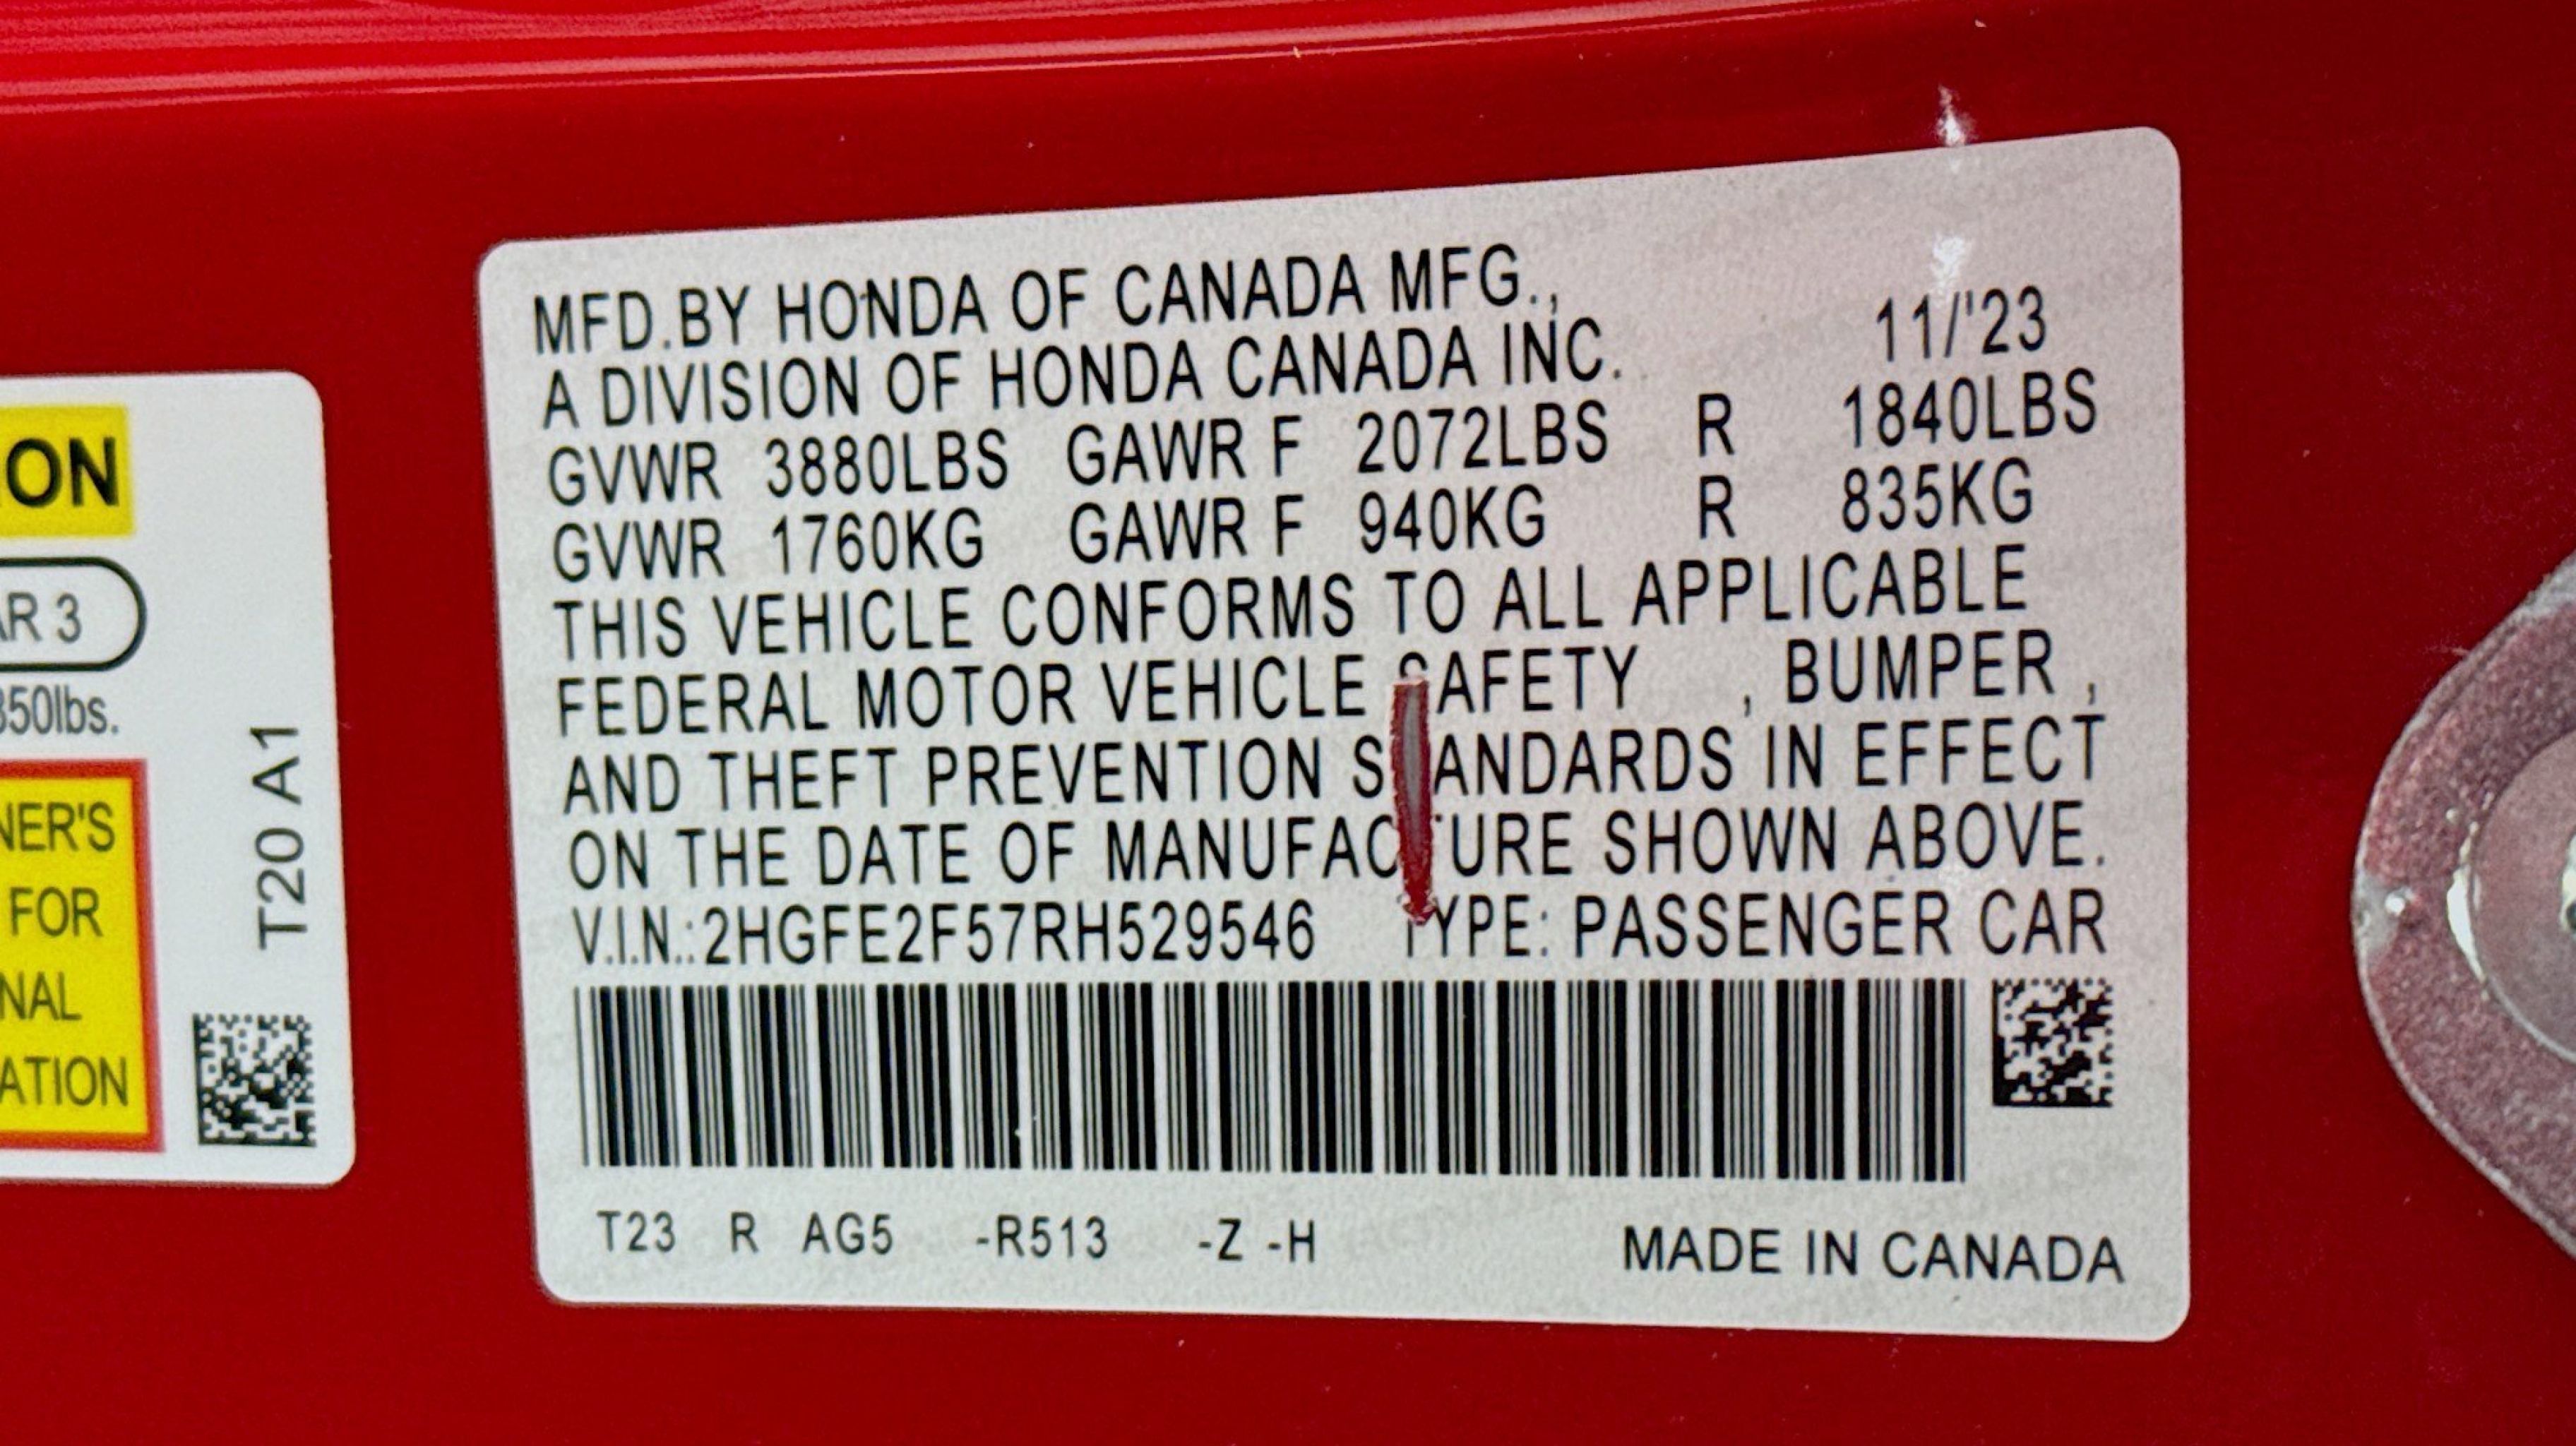 ON
AR 3
350lbs.
NER'S
FOR
NAL
ATION
T20 A1
MFD.BY HONDA OF CANADA MFG.,
A DIVISION OF HONDA CANADA INC. 11/'23
GVWR 3880LBS GAWR F 2072LBS R 1840LBS
GVWR 1760KG GAWR F 940KG R 835KG
THIS VEHICLE CONFORMS TO ALL APPLICABLE
FEDERAL MOTOR VEHICLE SAFETY , BUMPER ,
AND THEFT PREVENTION STANDARDS IN EFFECT
ON THE DATE OF MANUFACTURE SHOWN ABOVE.
V.I.N.:2HGFE2F57RH529546 TYPE: PASSENGER CAR
T23 R AG5 -R513 -Z -H MADE IN CANADA